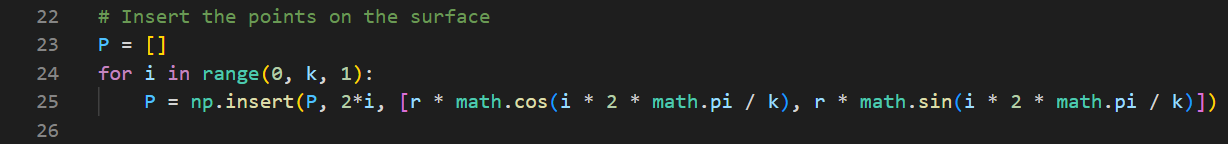 22 # Insert the points on the surface
23 P = []
24 for i in range(0, k, 1):
25     P = np.insert(P, 2*i, [r * math.cos(i * 2 * math.pi / k), r * math.sin(i * 2 * math.pi / k)])
26